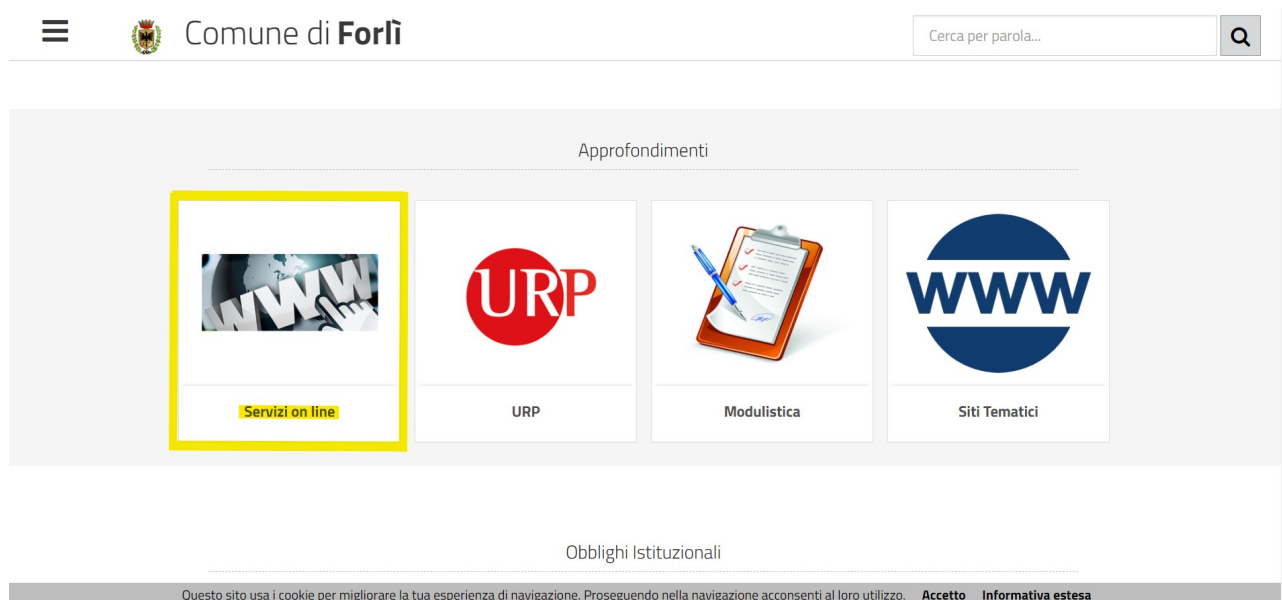 Comune di Forlì
Cerca per parola...
Approfondimenti
WWW
URP
WWW
Servizi on line
URP
Modulistica
Siti Tematici
Obblighi Istituzionali
Questo sito usa i cookie per migliorare la tua esperienza di navigazione. Proseguendo nella navigazione acconsenti al loro utilizzo. Accetto Informativa estesa